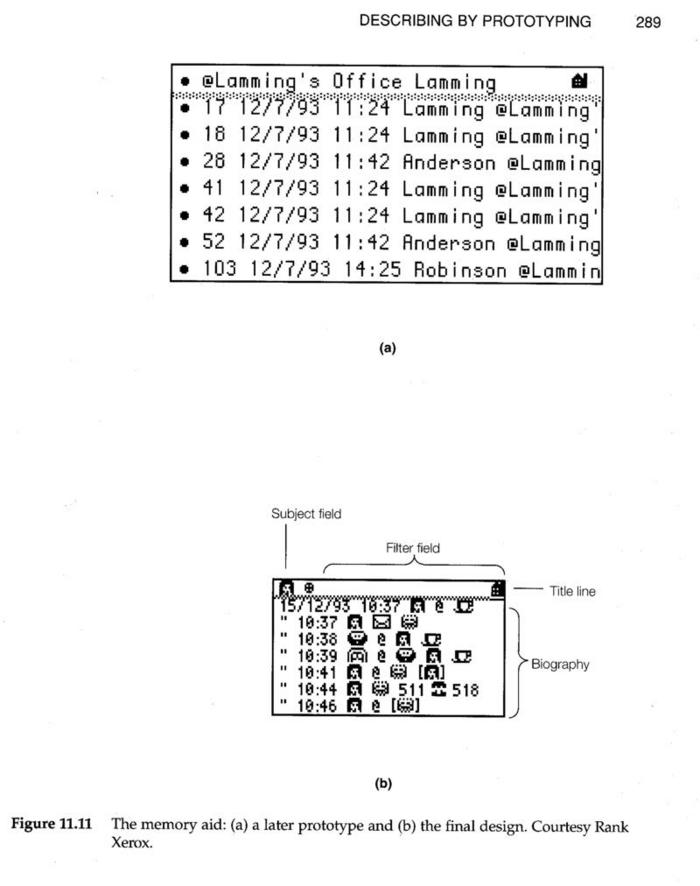 DESCRIBING BY PROTOTYPING 289
• @Lamming's Office Lamming
• 17 12/7/93 11:24 Lamming @Lamming'
• 18 12/7/93 11:24 Lamming @Lamming'
• 28 12/7/93 11:42 Anderson @Lamming
• 41 12/7/93 11:24 Lamming @Lamming'
• 42 12/7/93 11:24 Lamming @Lamming'
• 52 12/7/93 11:42 Anderson @Lamming
• 103 12/7/93 14:25 Robinson @Lammin
(a)
Subject field
Filter field
Title line
15/12/93 10:37 @
" 10:37
" 10:38 @
" 10:39 @
Biography
" 10:41 @ [ ]
" 10:44 511 518
" 10:46 @ [ ]
(b)
Figure 11.11 The memory aid: (a) a later prototype and (b) the final design. Courtesy Rank
Xerox.